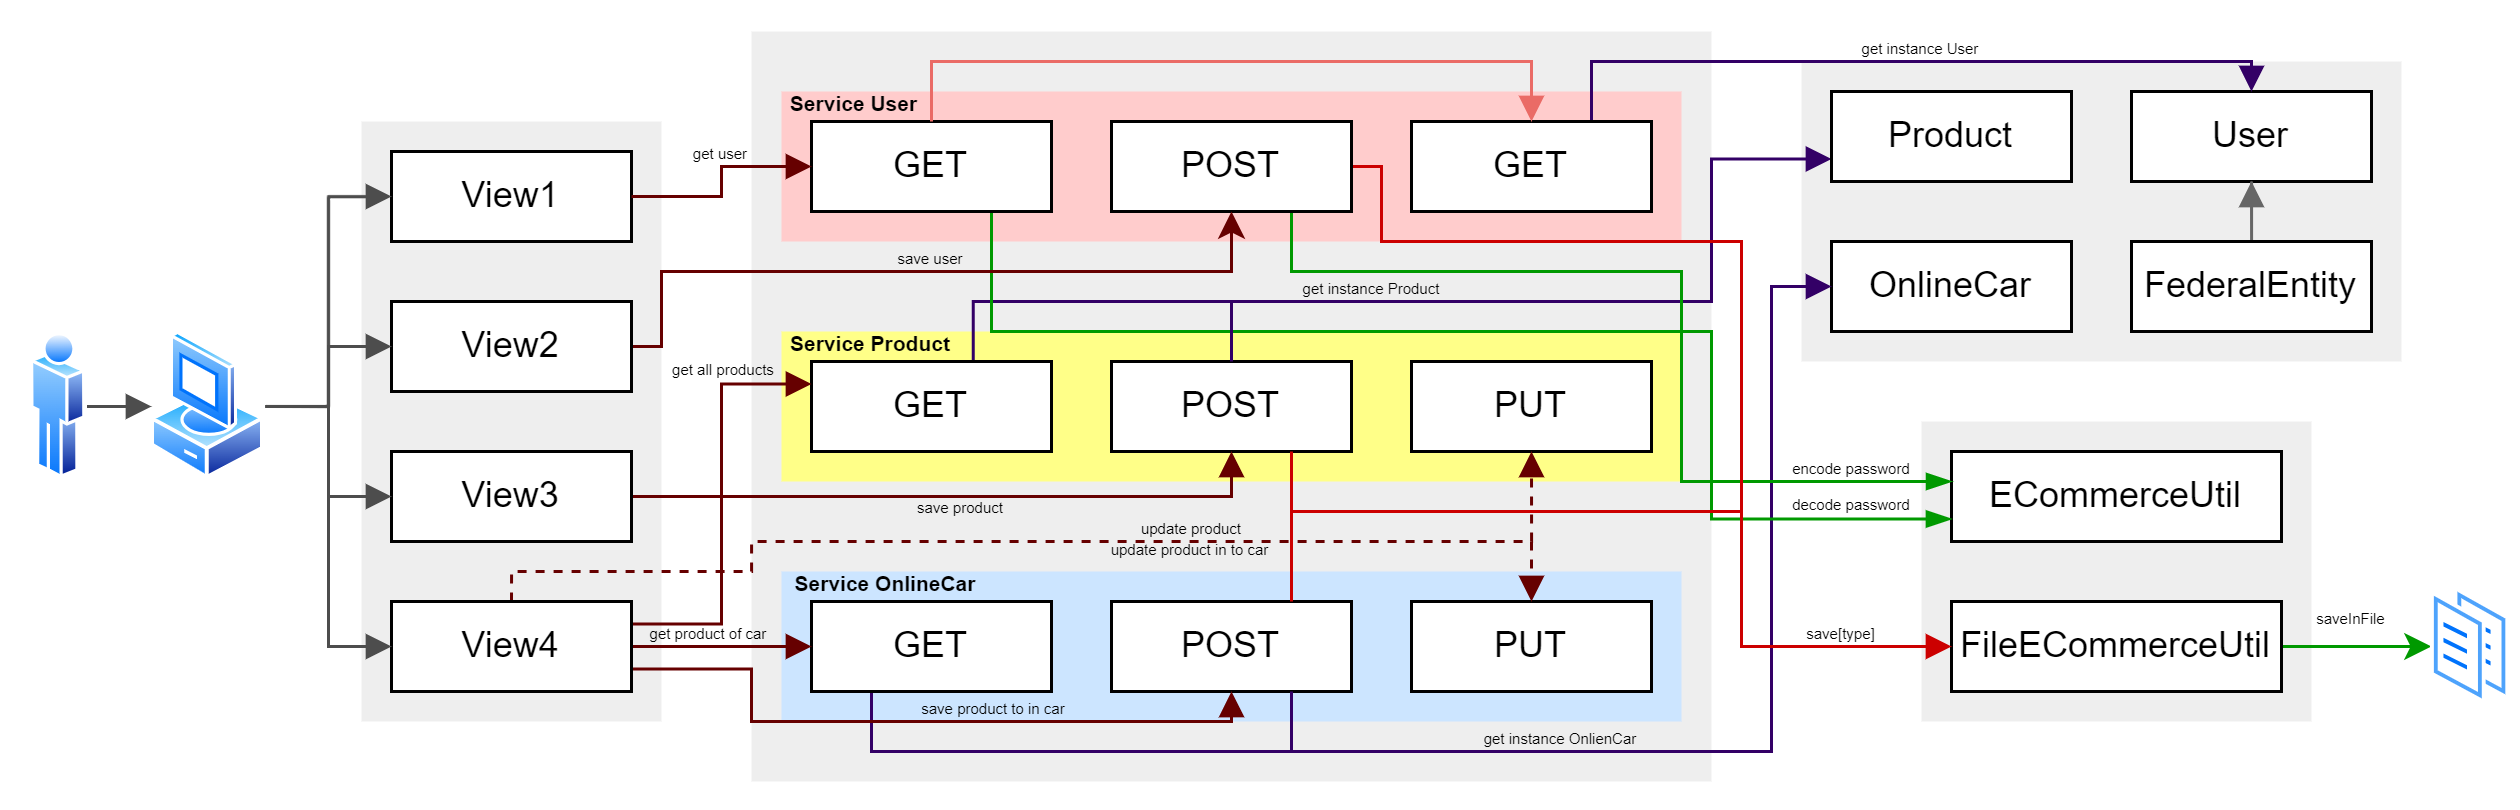 get instance User
Service User
GET
POST
GET
Product
User
get user
View1
save user
get instance Product
OnlineCar
FederalEntity
View2
Service Product
get all products
GET
POST
PUT
encode password
ECommerceUtil
decode password
View3
save product
update product
update product in to car
Service OnlineCar
View4
get product of car
GET
POST
PUT
save[type]
FileECommerceUtil
saveInFile
save product to in car
get instance OnlienCar